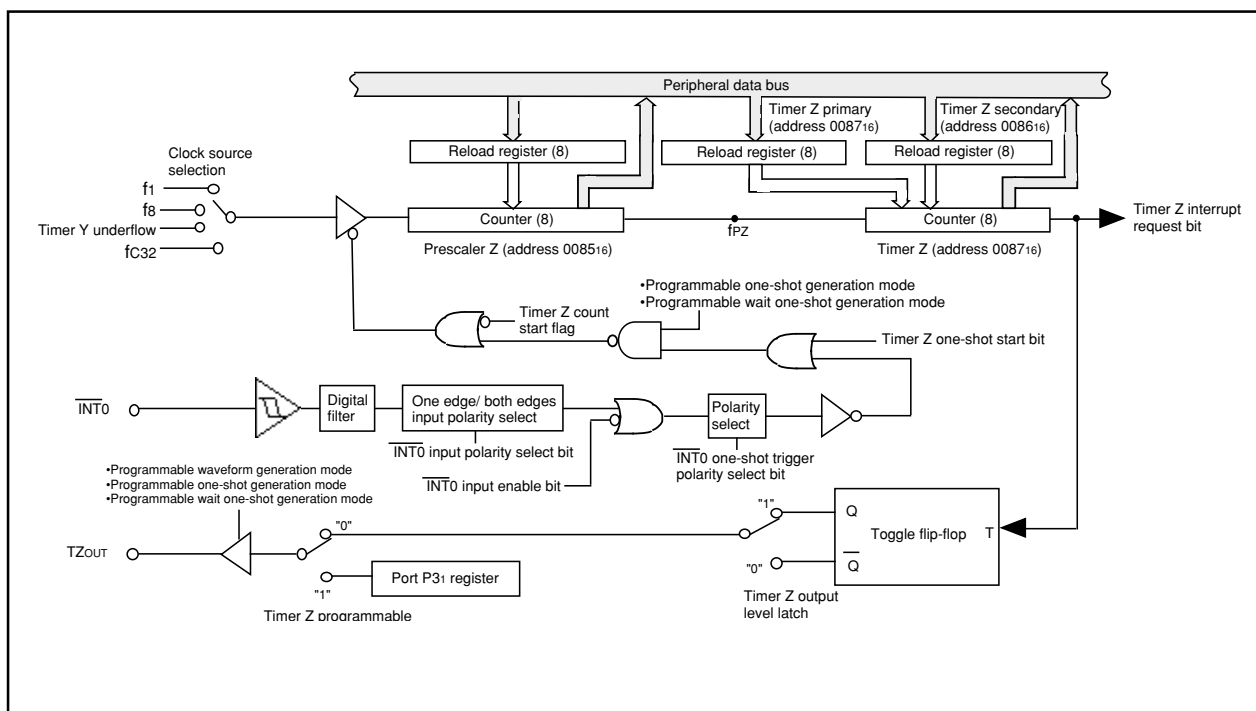 Peripheral data bus
Timer Z primary
(address 008716)
Timer Z secondary
(address 008616)
Reload register (8)
Reload register (8)
Reload register (8)
Clock source
selection
f1
f8
Timer Y underflow
fC32
Counter (8)
fPZ
Counter (8)
Timer Z interrupt
request bit
Prescaler Z (address 008516)
Timer Z (address 008716)
•Programmable one-shot generation mode
•Programmable wait one-shot generation mode
Timer Z count
start flag
Timer Z one-shot start bit
INT0
Digital
filter
One edge/ both edges
input polarity select
Polarity
select
INT0 input polarity select bit
INT0 one-shot trigger
polarity select bit
INT0 input enable bit
•Programmable waveform generation mode
•Programmable one-shot generation mode
•Programmable wait one-shot generation mode
"0"
"1"
Q
Toggle flip-flop
T
TZOUT
"0"
Q
"1"
Port P31 register
Timer Z output
level latch
Timer Z programmable